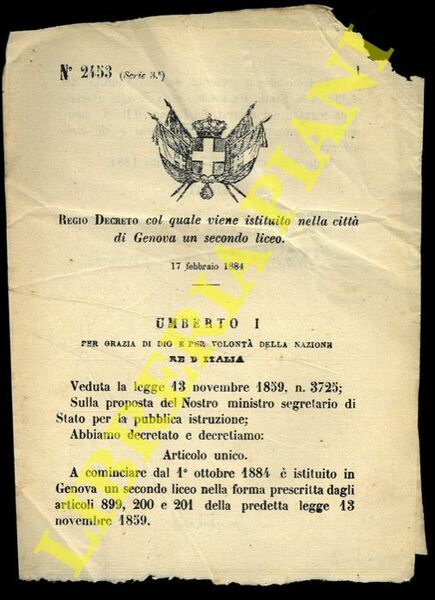 N° 2453 (Serie 3.ª)
REGIO DECRETO col quale viene istituito nella città
di Genova un secondo liceo.
17 febbraio 1884
UMBERTO I
PER GRAZIA DI DIO E PER VOLONTÀ DELLA NAZIONE
RE D'ITALIA
Veduta la legge 13 novembre 1859, n. 3725;
Sulla proposta del Nostro ministro segretario di
Stato per la pubblica istruzione;
Abbiamo decretato e decretiamo:
Articolo unico.
A cominciare dal 1° ottobre 1884 è istituito in
Genova un secondo liceo nella forma prescritta dagli
articoli 899, 200 e 201 della predetta legge 13
novembre 1859.
LIBRERIAPIANI